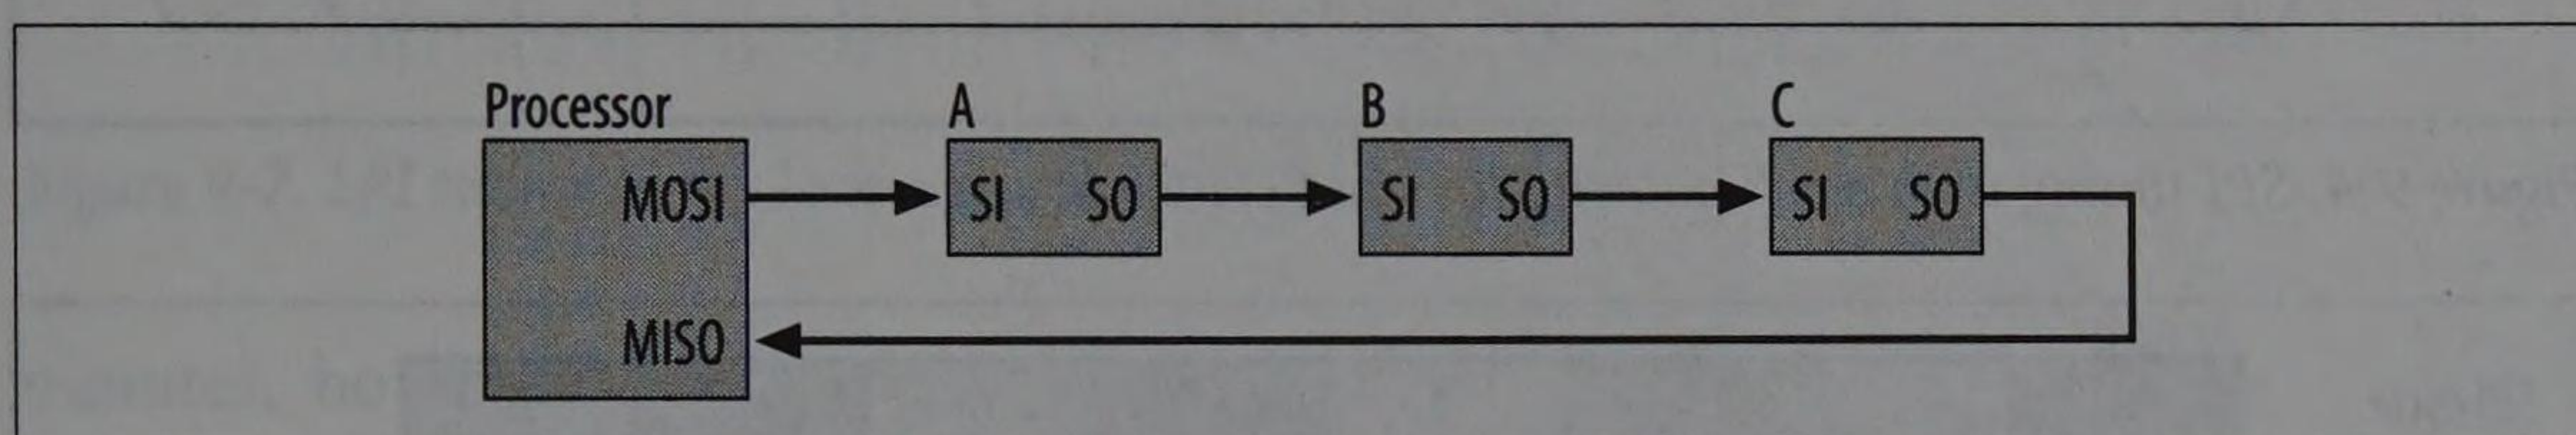 Processor A B C
MOSI SI SO SI SO SI SO
MISO